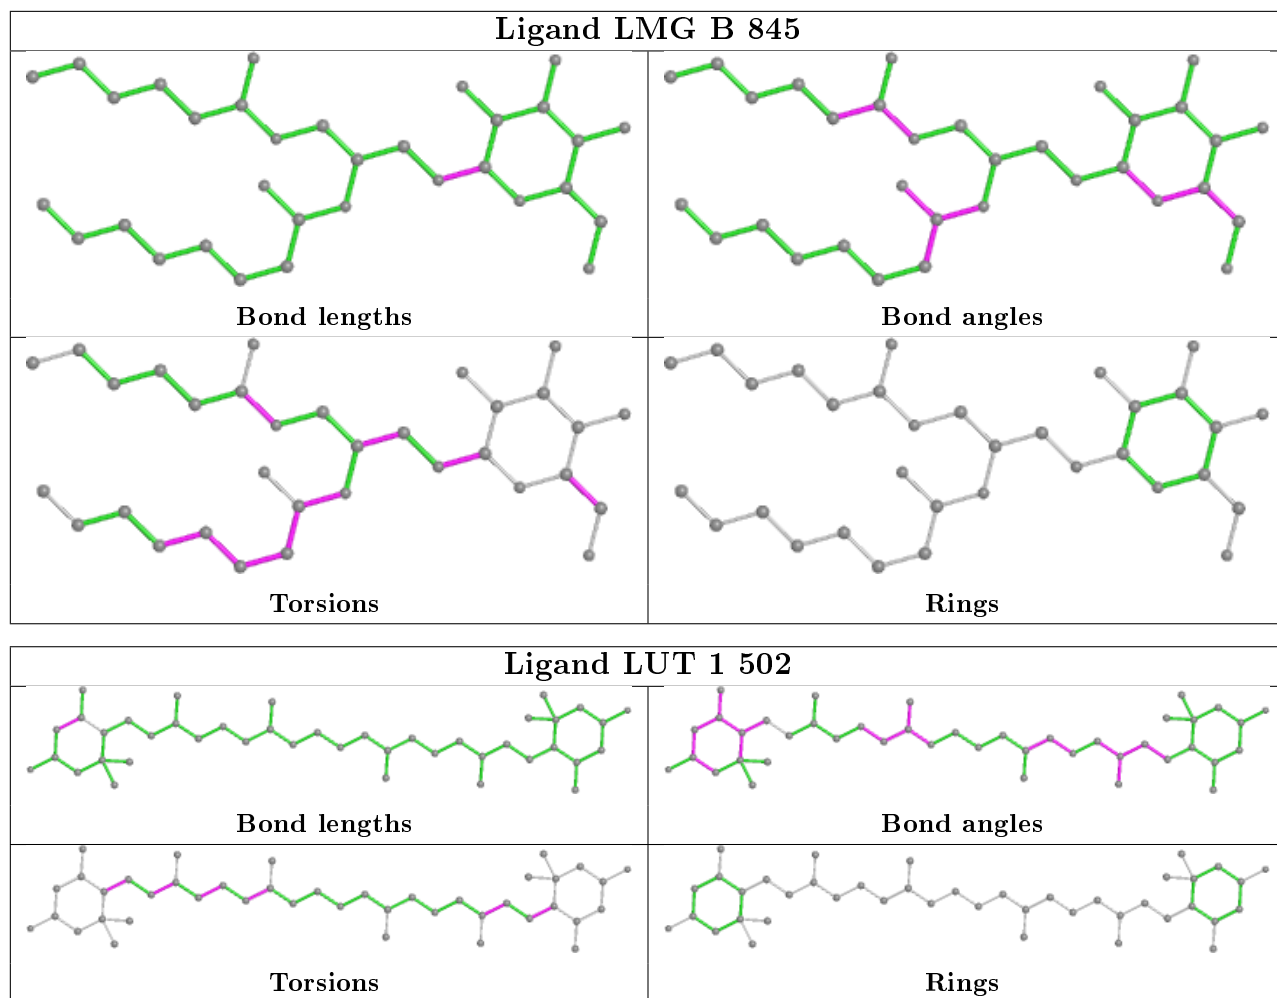 Ligand LMG B 845
Bond lengths
Bond angles
Torsions
Rings
Ligand LUT 1 502
Bond lengths
Bond angles
Torsions
Rings